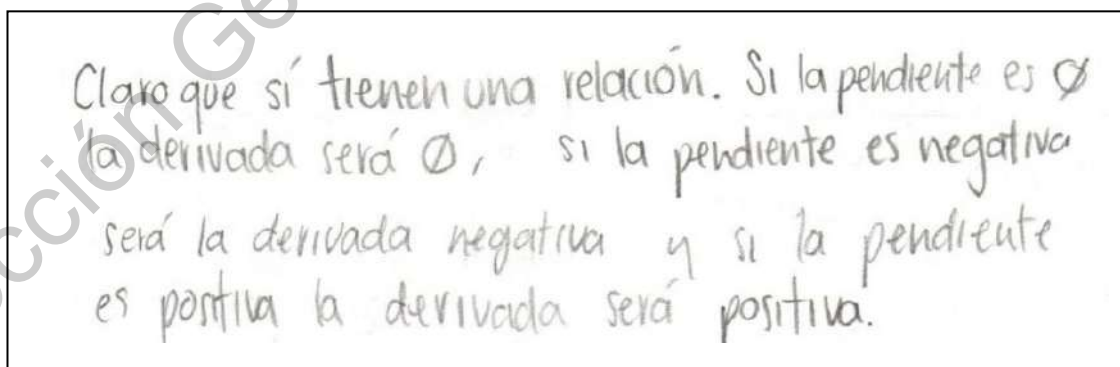 Claro que sí tienen una relación. Si la pendiente es Ø
la derivada será Ø, si la pendiente es negativa
será la derivada negativa y si la pendiente
es postiva la derivada será positiva.